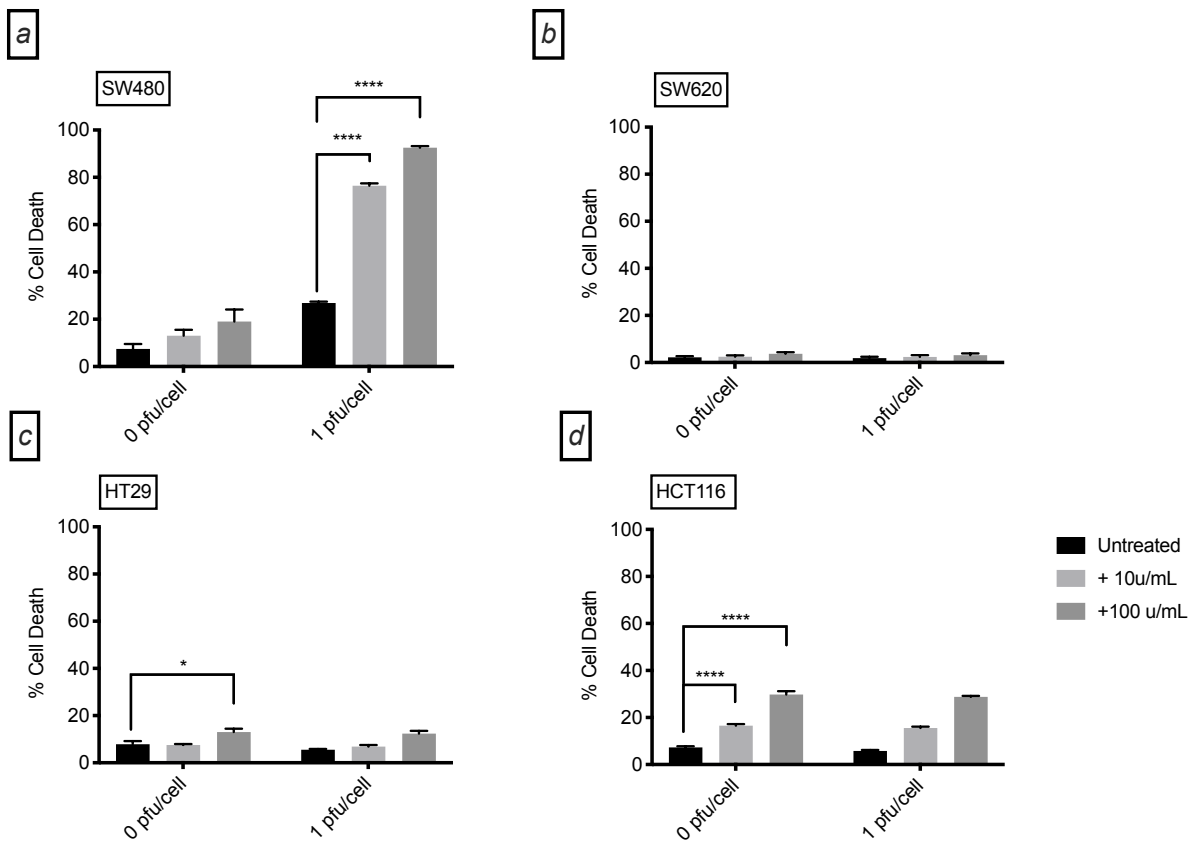 a
SW480
% Cell Death
100
80
60
40
20
0
****
****
0 pfu/cell
1 pfu/cell
b
SW620
% Cell Death
100
80
60
40
20
0
0 pfu/cell
1 pfu/cell
c
HT29
% Cell Death
100
80
60
40
20
0
*
0 pfu/cell
1 pfu/cell
d
HCT116
% Cell Death
100
80
60
40
20
0
****
****
0 pfu/cell
1 pfu/cell
Untreated
+ 10u/mL
+100 u/mL